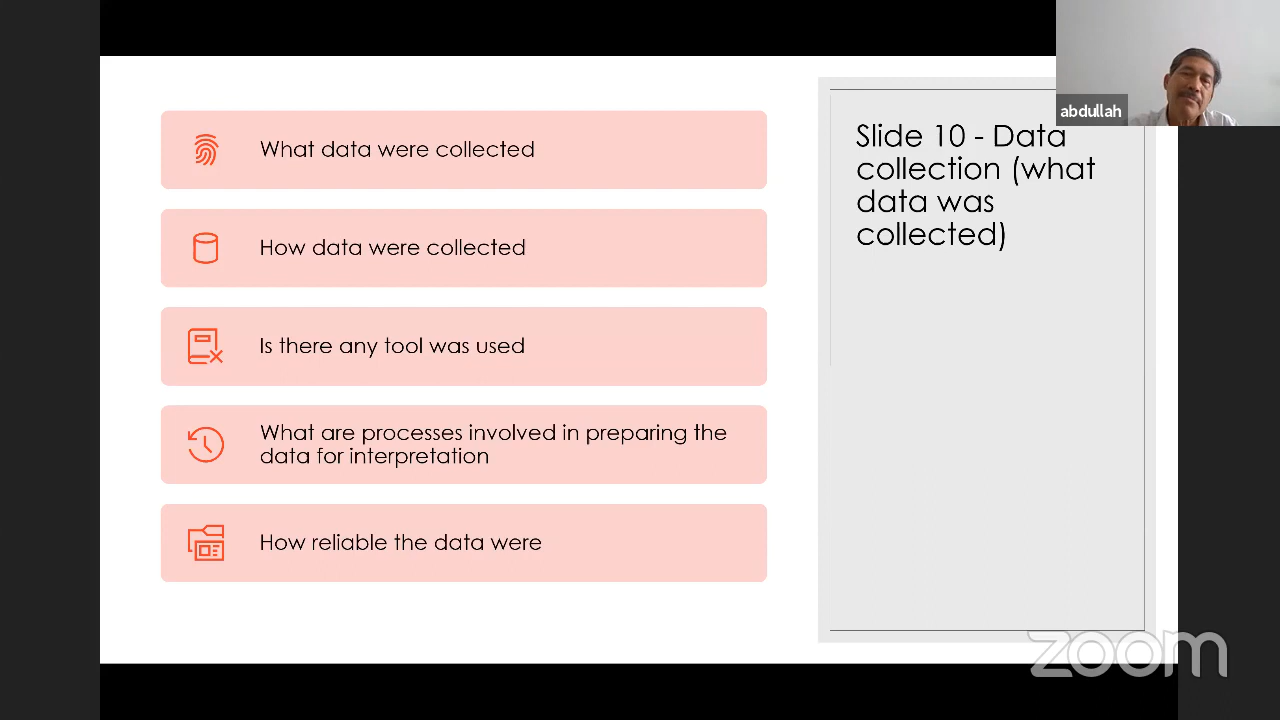 What data were collected
How data were collected
Is there any tool was used
What are processes involved in preparing the
data for interpretation
How reliable the data were
Slide 10 - Data
collection (what
data was
collected)
abdullah
zoom